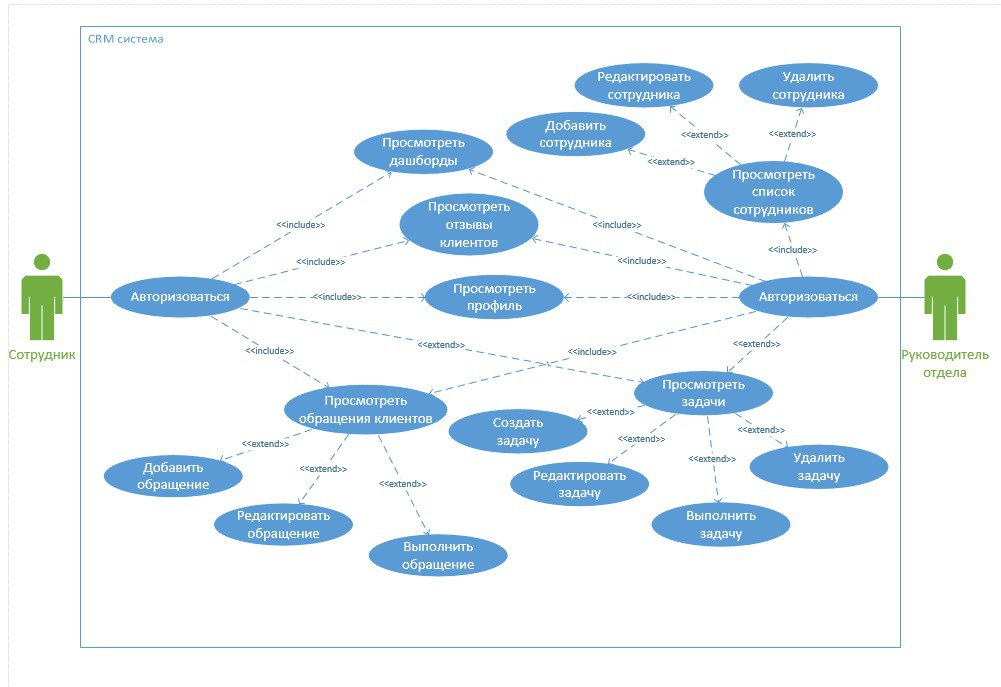 CRM система
Редактировать
сотрудника
Удалить
сотрудника
Добавить
сотрудника
<<extend>>
<<extend>>
<<extend>>
Просмотреть
дашборды
Просмотреть
список
сотрудников
Просмотреть
отзывы
клиентов
<<include>>
<<include>>
<<include>>
<<include>>
<<include>>
Авторизоваться
<<include>>
Просмотреть
профиль
<<include>>
Авторизоваться
Сотрудник
Руководитель
отдела
<<include>>
<<extend>>
<<include>>
<<extend>>
Просмотреть
обращения клиентов
Просмотреть
задачи
<<extend>>
Создать
задачу
<<extend>>
<<extend>>
<<extend>>
Добавить
обращение
<<extend>>
<<extend>>
<<extend>>
Удалить
задачу
Редактировать
задачу
Редактировать
обращение
Выполнить
задачу
Выполнить
обращение